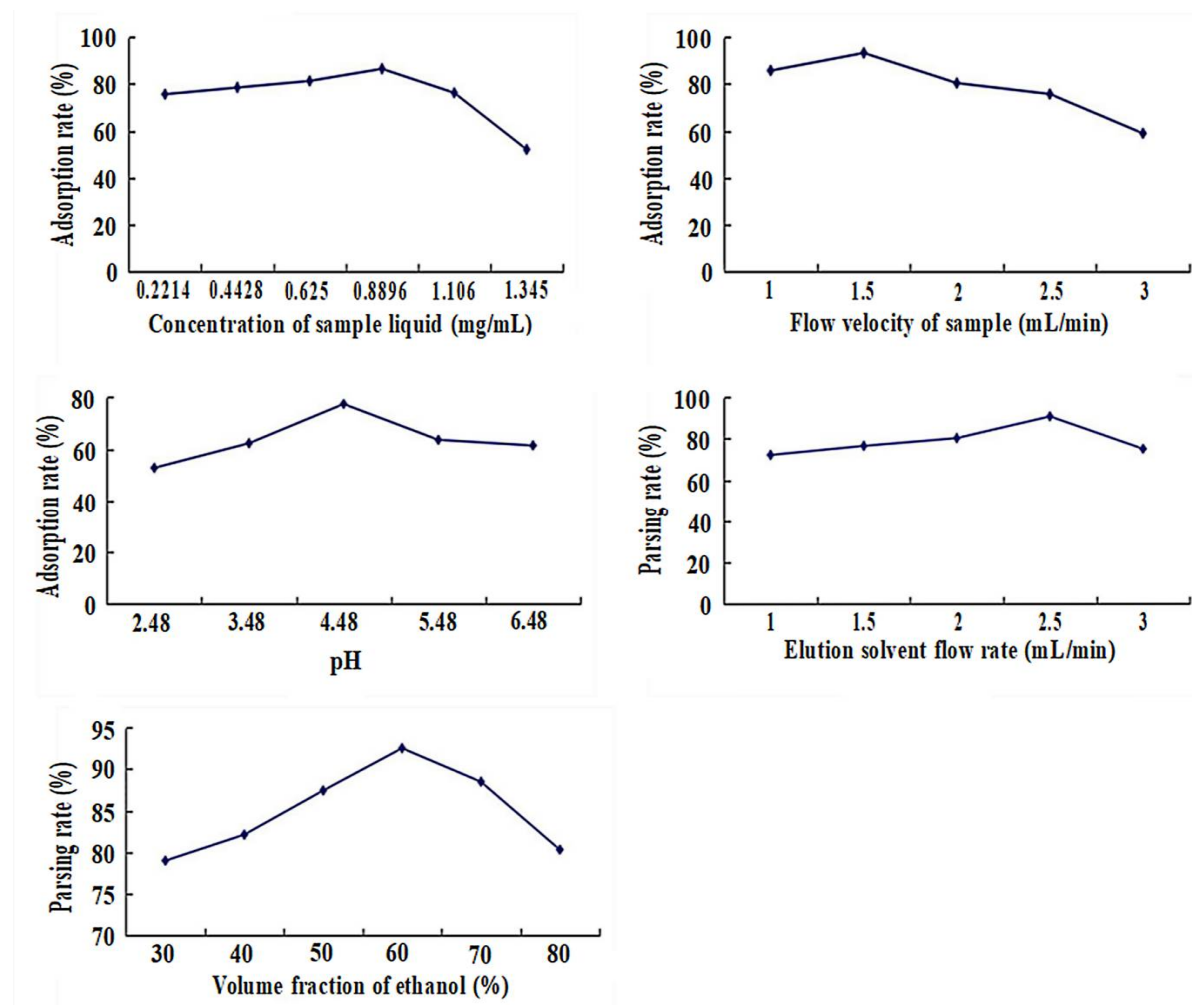 100
80
60
40
20
0
Adsorption rate (%)
0.2214 0.4428 0.625 0.8896 1.106 1.345
Concentration of sample liquid (mg/mL)
100
80
60
40
20
0
Adsorption rate (%)
1 1.5 2 2.5 3
Flow velocity of sample (mL/min)
80
60
40
20
0
Adsorption rate (%)
2.48 3.48 4.48 5.48 6.48
pH
100
80
60
40
20
0
Parsing rate (%)
1 1.5 2 2.5 3
Elution solvent flow rate (mL/min)
95
90
85
80
75
70
Parsing rate (%)
30 40 50 60 70 80
Volume fraction of ethanol (%)